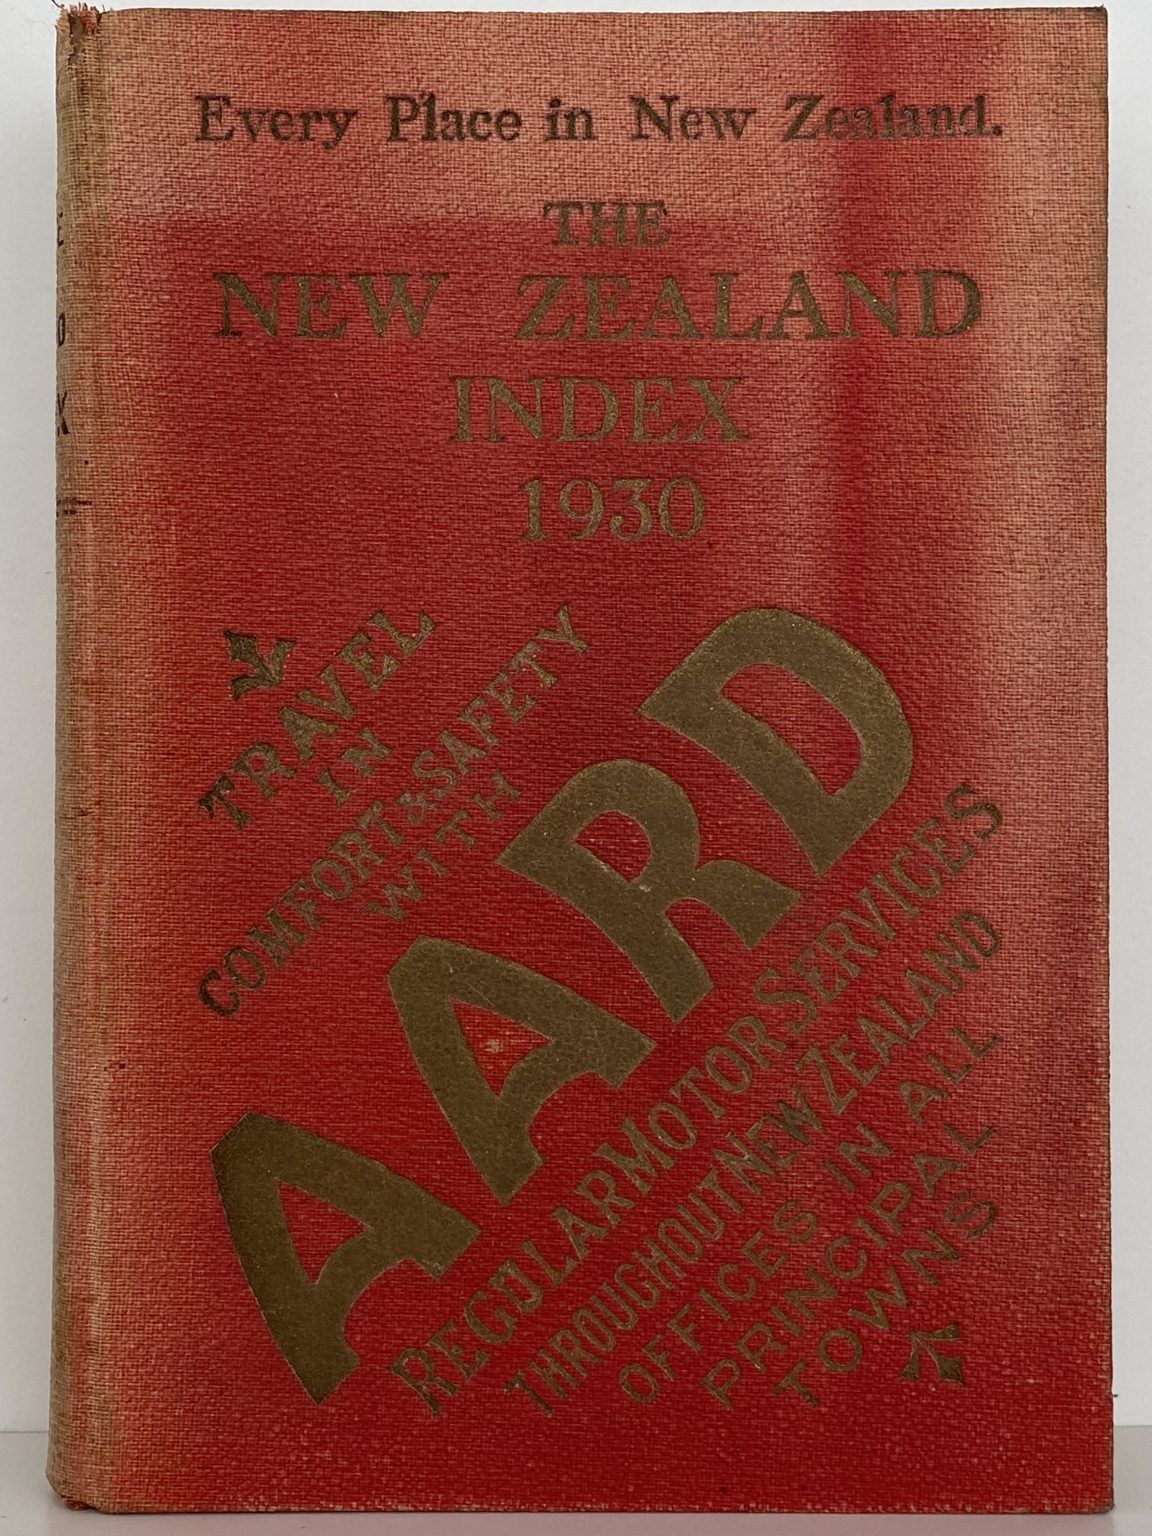 Every Place in New Zealand.
THE
NEW ZEALAND
INDEX
1930
TRAVEL
IN
COMFORT & SAFETY
WITH
AARD
REGULAR MOTOR SERVICES
THROUGHOUT NEW ZEALAND
OFFICES IN ALL
PRINCIPAL
TOWNS